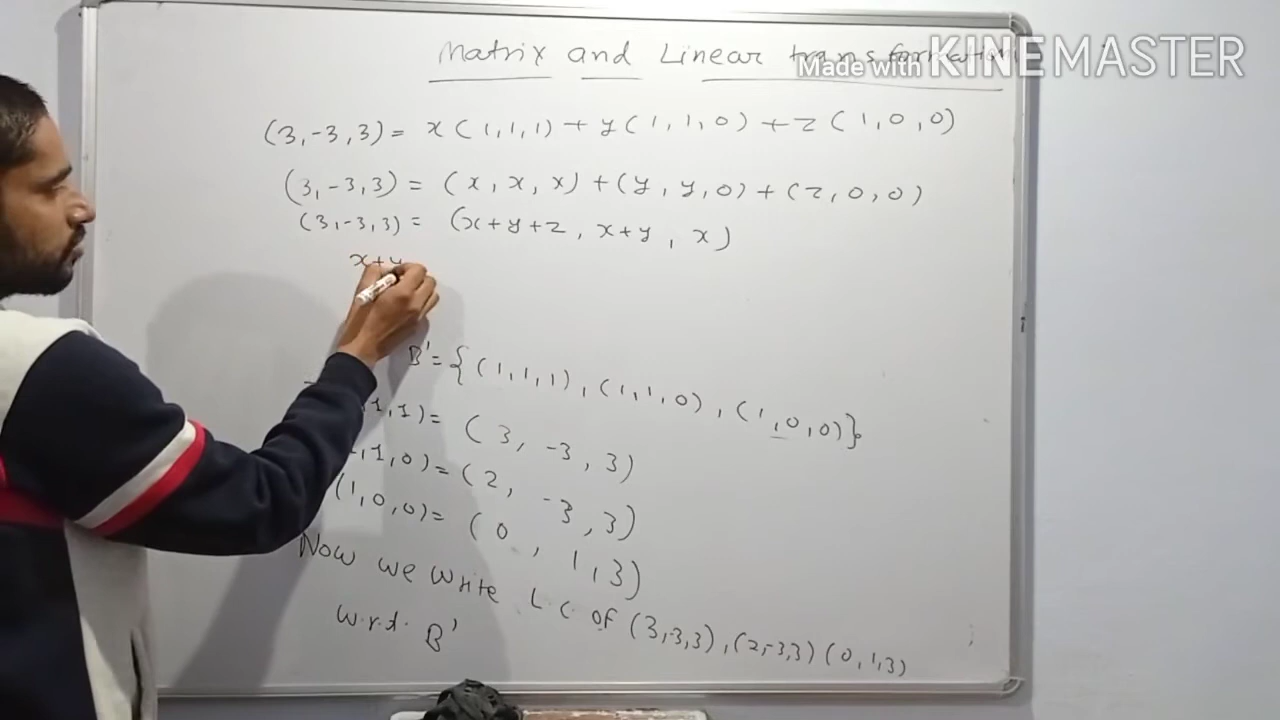 Matrix and Linear transformation
Made with KINEMASTER
(3,-3,3) = x(1,1,1) + y(1,1,0) + z(1,0,0)
(3,-3,3) = (x, x, x) + (y, y, 0) + (z, 0, 0)
(3,-3,3) = (x+y+z, x+y, x)
x+y
B' = {(1,1,1), (1,1,0), (1,0,0)}
,1) = (3, -3, 3)
,1,0) = (2, -3, 3)
(1,0,0) = (0, 1, 3)
Now we write L.C of (3,-3,3), (2,-3,3) (0,1,3)
w.r.t. B'